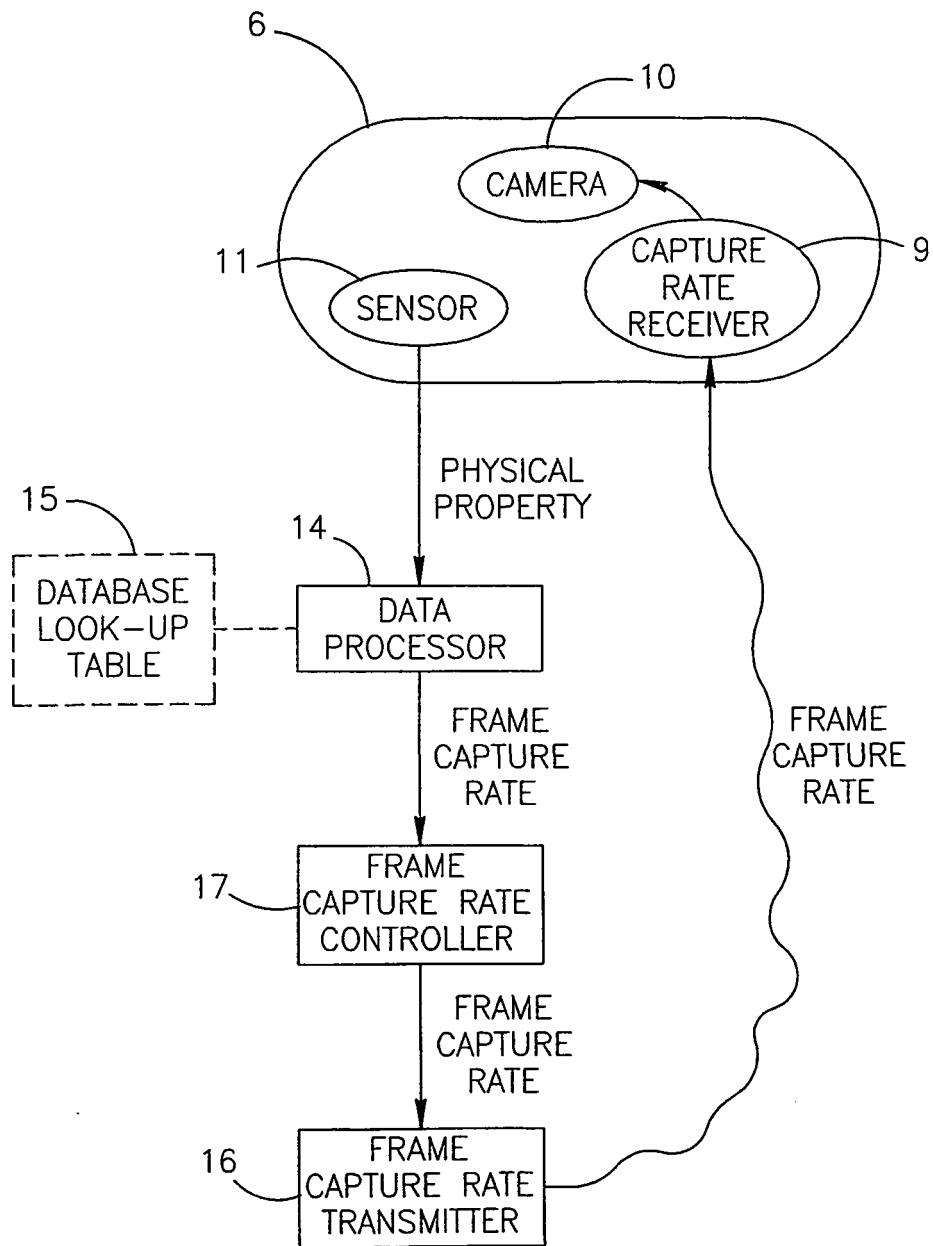 6
10
CAMERA
CAPTURE
RATE
RECEIVER
9
11
SENSOR
PHYSICAL
PROPERTY
15
DATABASE
LOOK-UP
TABLE
14
DATA
PROCESSOR
FRAME
CAPTURE
RATE
FRAME
CAPTURE
RATE
17
FRAME
CAPTURE RATE
CONTROLLER
FRAME
CAPTURE
RATE
16
FRAME
CAPTURE RATE
TRANSMITTER